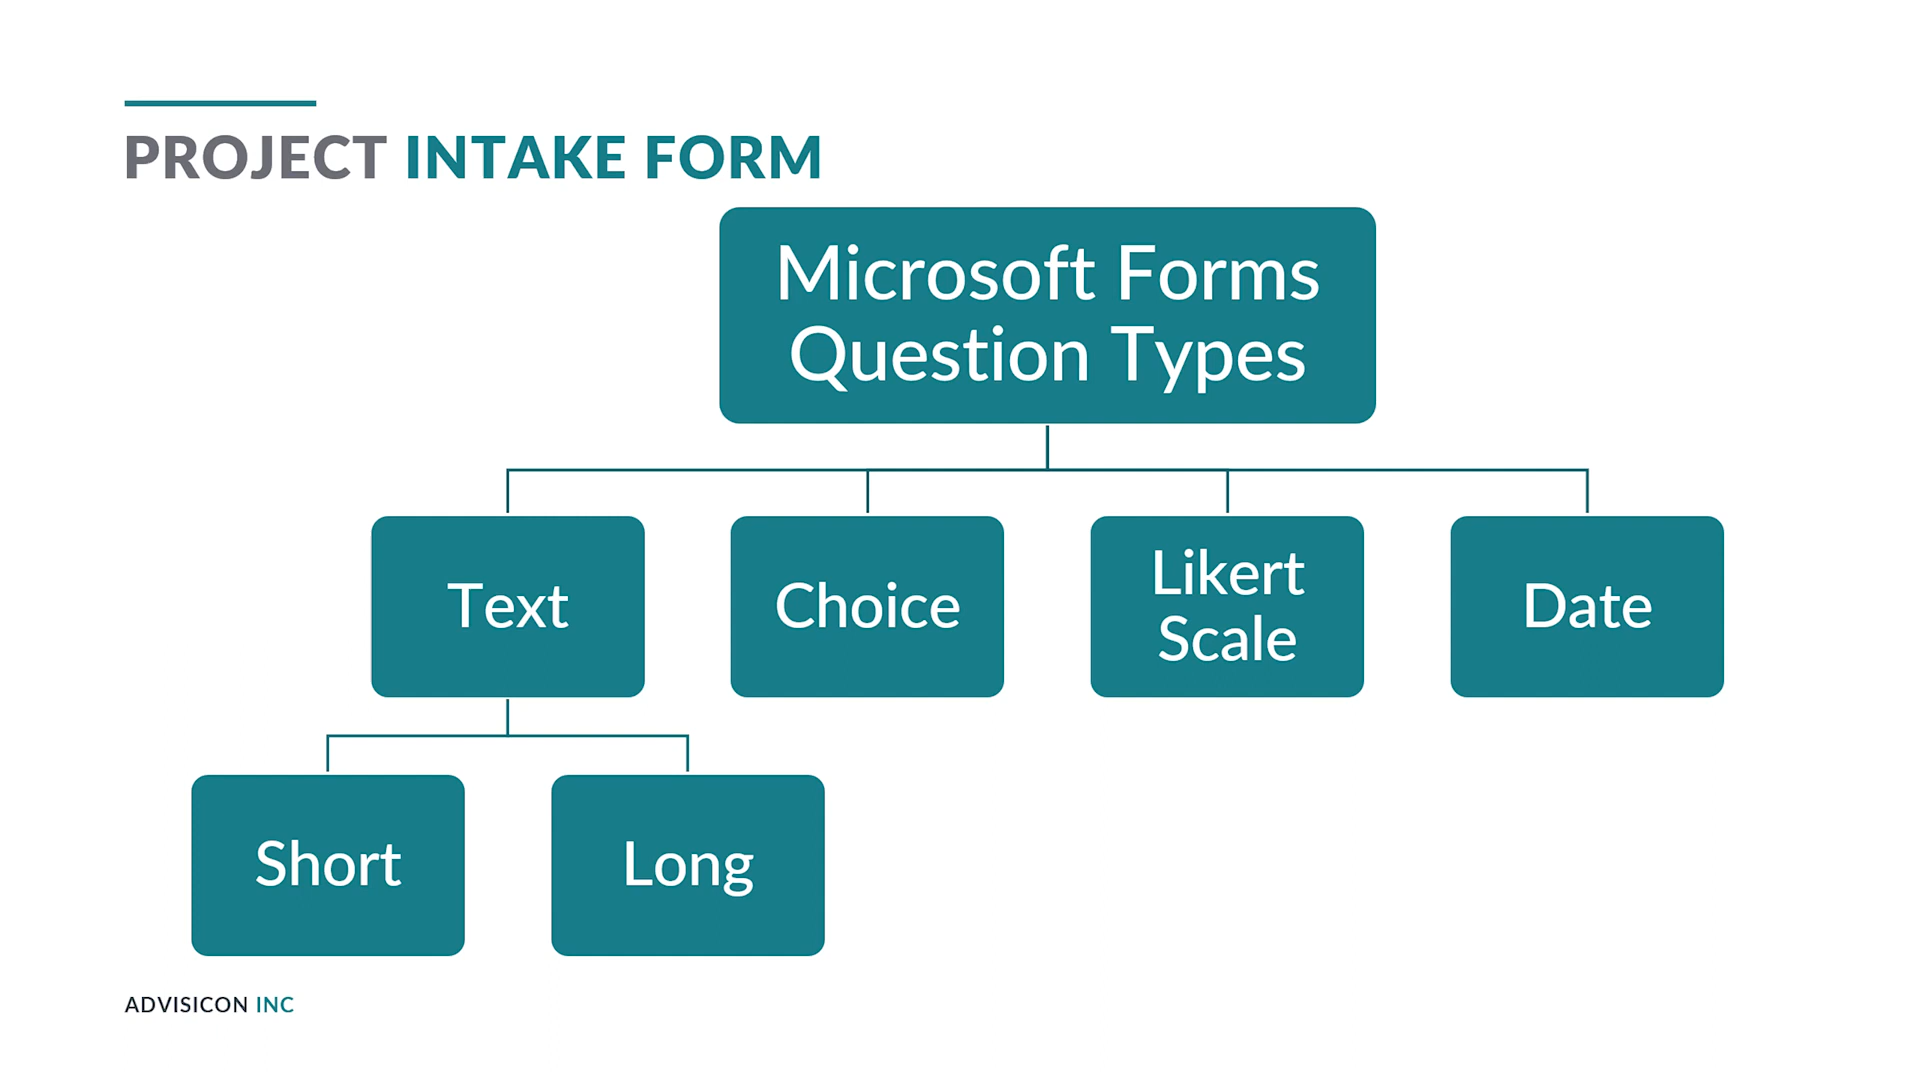 PROJECT INTAKE FORM
Microsoft Forms
Question Types
Text
Choice
Likert
Scale
Date
Short
Long
ADVISICON INC